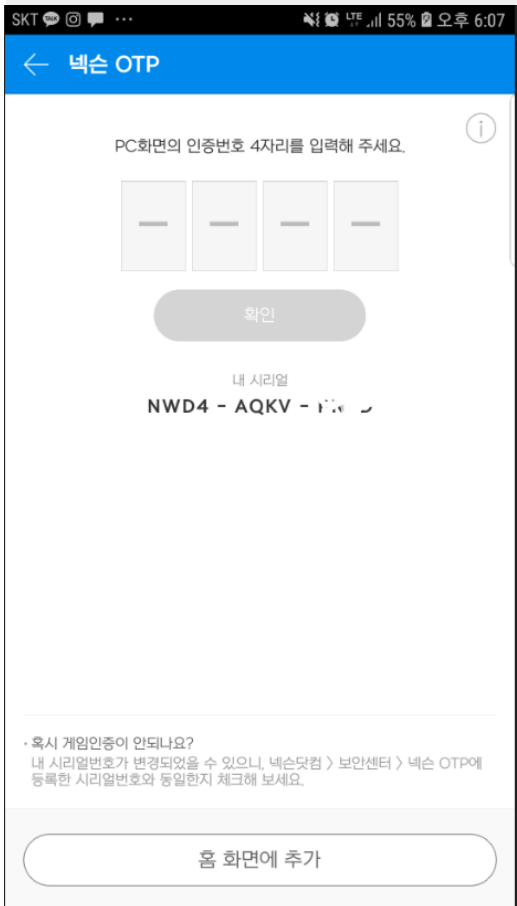 SKT ... LTE 55% 오후 6:07
넥슨 OTP
PC화면의 인증번호 4자리를 입력해 주세요.
확인
내 시리얼
NWD4 - AQKV -
· 혹시 게임인증이 안되나요?
내 시리얼번호가 변경되었을 수 있으니, 넥슨닷컴 > 보안센터 > 넥슨 OTP에
등록한 시리얼번호와 동일한지 체크해 보세요.
홈 화면에 추가